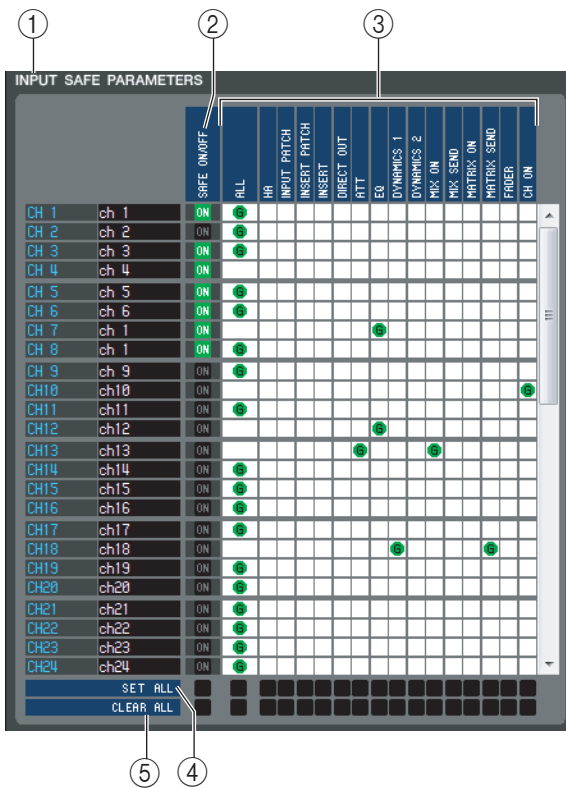 1 2 3
INPUT SAFE PARAMETERS
SAFE ON/OFF ALL HA INPUT PATCH INSERT PATCH INSERT DIRECT OUT ATT EQ DYNAMICS 1 DYNAMICS 2 MIX ON MIX SEND MATRIX ON MATRIX SEND FADER CH ON
CH 1 ch 1 ON G
CH 2 ch 2 ON G
CH 3 ch 3 ON G
CH 4 ch 4 ON
CH 5 ch 5 ON G
CH 6 ch 6 ON G
CH 7 ch 1 ON G
CH 8 ch 1 ON G
CH 9 ch 9 ON G
CH10 ch10 ON G
CH11 ch11 ON G
CH12 ch12 ON G
CH13 ch13 ON G G
CH14 ch14 ON G
CH15 ch15 ON G
CH16 ch16 ON G
CH17 ch17 ON G
CH18 ch18 ON G G
CH19 ch19 ON G
CH20 ch20 ON G
CH21 ch21 ON G
CH22 ch22 ON G
CH23 ch23 ON G
CH24 ch24 ON G
SET ALL
CLEAR ALL
5 4